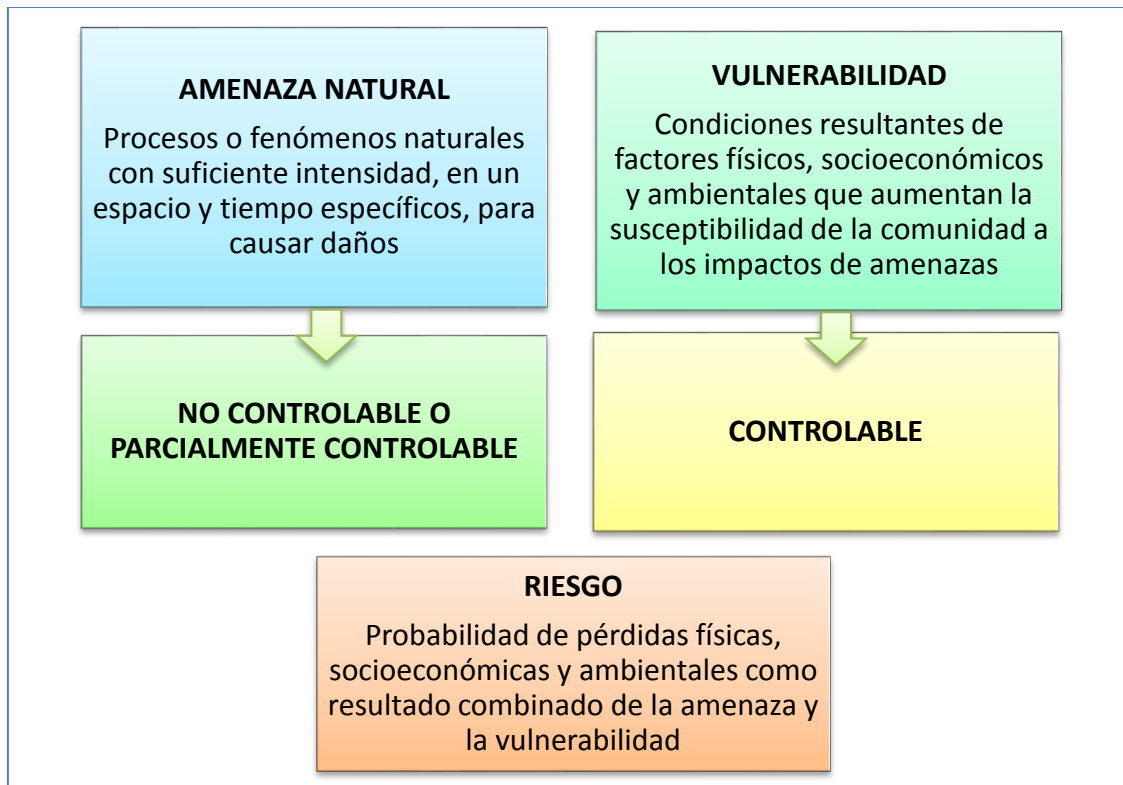 AMENAZA NATURAL
Procesos o fenómenos naturales
con suficiente intensidad, en un
espacio y tiempo específicos, para
causar daños
VULNERABILIDAD
Condiciones resultantes de
factores físicos, socioeconómicos
y ambientales que aumentan la
susceptibilidad de la comunidad a
los impactos de amenazas
NO CONTROLABLE O
PARCIALMENTE CONTROLABLE
CONTROLABLE
RIESGO
Probabilidad de pérdidas físicas,
socioeconómicas y ambientales como
resultado combinado de la amenaza y
la vulnerabilidad